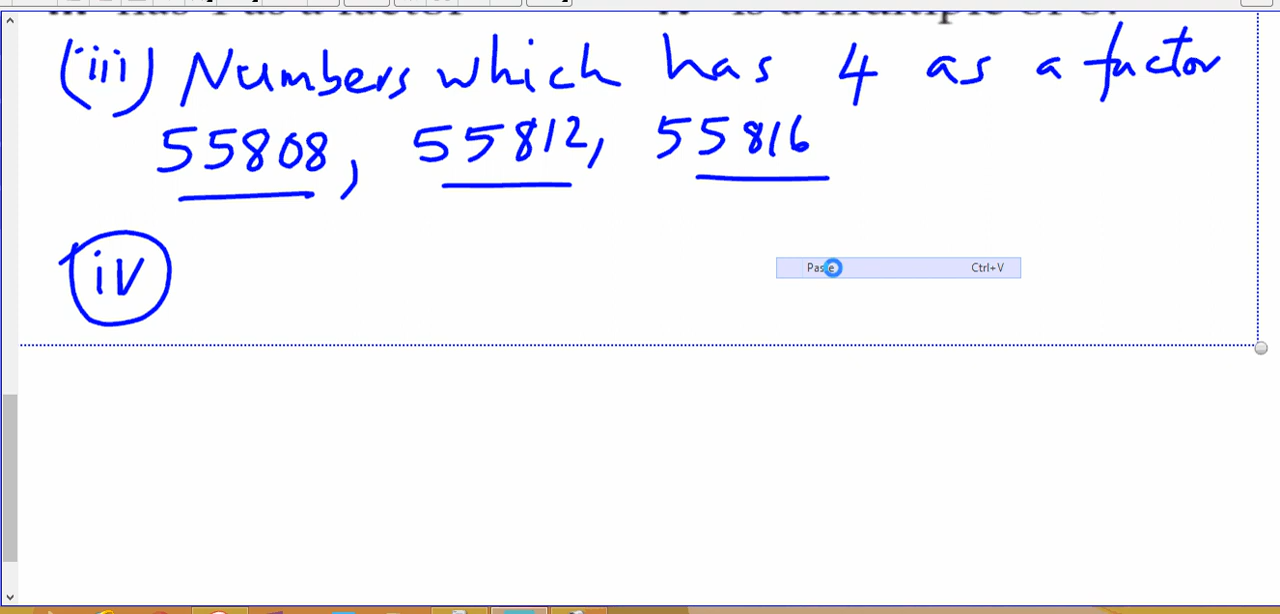 (iii) Numbers which has 4 as a factor
55808, 55812, 55816
iv
Paste Ctrl+V